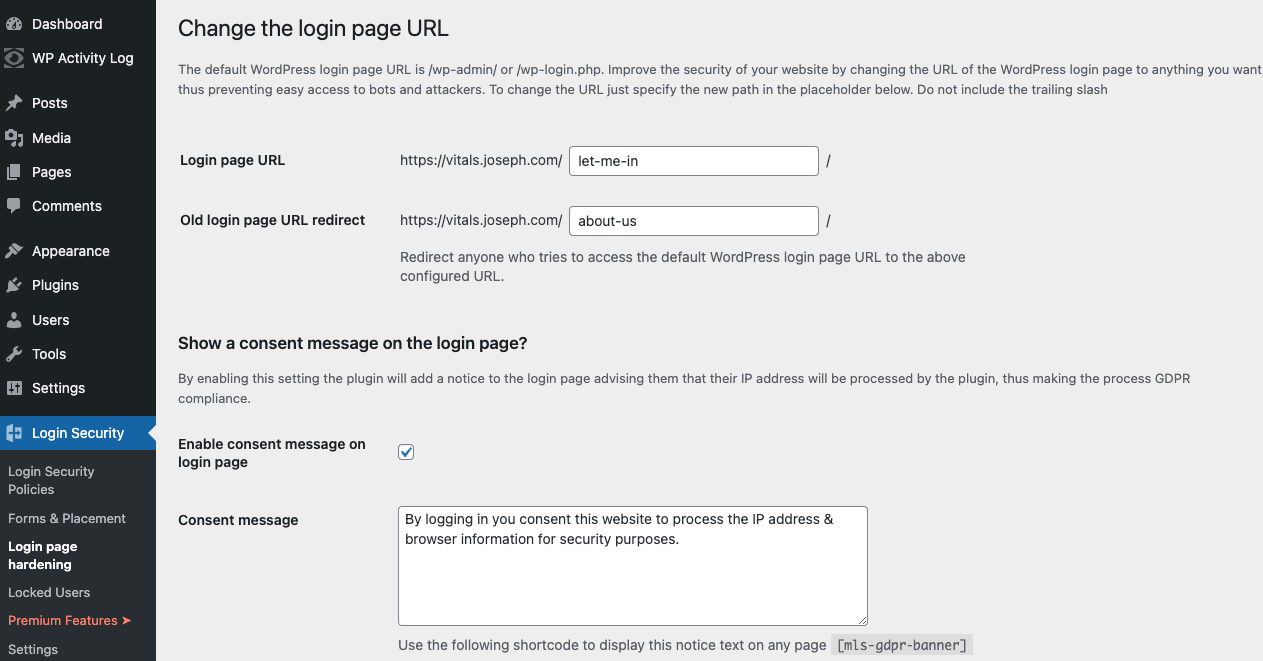 Dashboard
WP Activity Log
Posts
Media
Pages
Comments
Appearance
Plugins
Users
Tools
Settings
Login Security
Login Security
Policies
Forms & Placement
Login page
hardening
Locked Users
Premium Features ➤
Settings
Change the login page URL
The default WordPress login page URL is /wp-admin/ or /wp-login.php. Improve the security of your website by changing the URL of the WordPress login page to anything you want
thus preventing easy access to bots and attackers. To change the URL just specify the new path in the placeholder below. Do not include the trailing slash
Login page URL https://vitals.joseph.com/ let-me-in /
Old login page URL redirect https://vitals.joseph.com/ about-us /
Redirect anyone who tries to access the default WordPress login page URL to the above
configured URL.
Show a consent message on the login page?
By enabling this setting the plugin will add a notice to the login page advising them that their IP address will be processed by the plugin, thus making the process GDPR
compliance.
Enable consent message on
login page
Consent message
By logging in you consent this website to process the IP address &
browser information for security purposes.
Use the following shortcode to display this notice text on any page [mls-gdpr-banner]